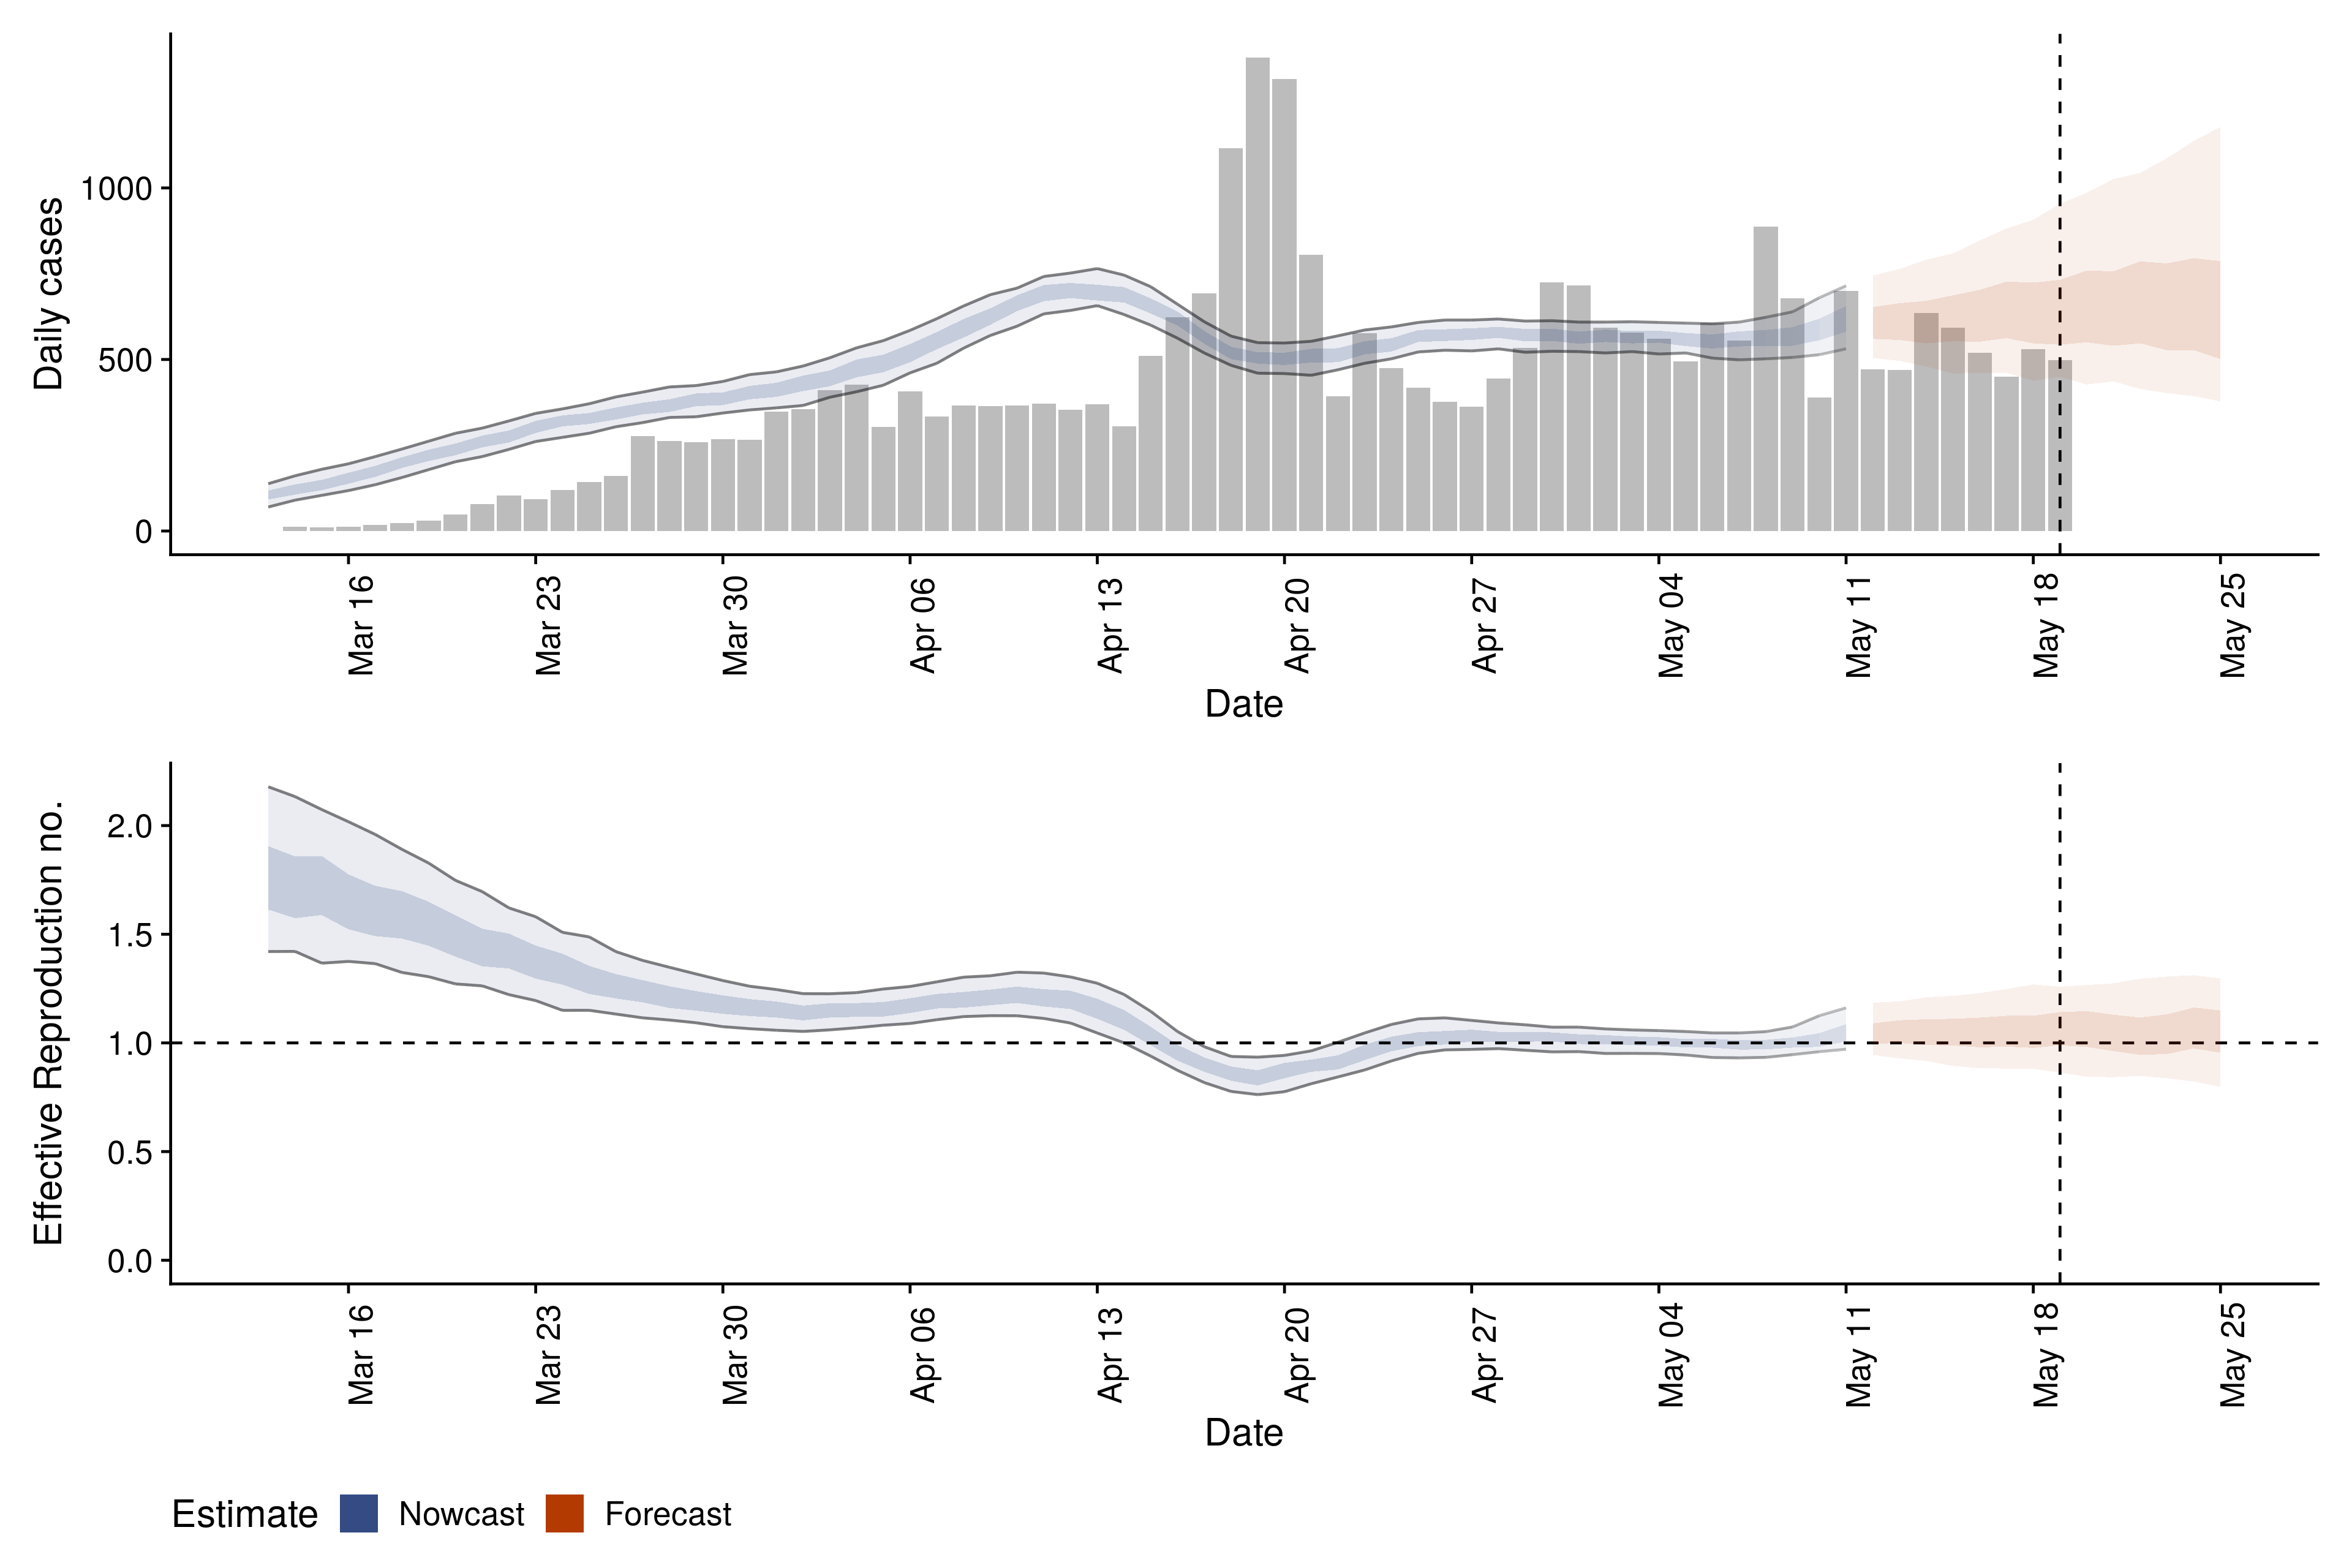 Daily cases
1000
500
0
Mar 16
Mar 23
Mar 30
Apr 06
Apr 13
Apr 20
Apr 27
May 04
May 11
May 18
May 25
Date
Effective Reproduction no.
2.0
1.5
1.0
0.5
0.0
Mar 16
Mar 23
Mar 30
Apr 06
Apr 13
Apr 20
Apr 27
May 04
May 11
May 18
May 25
Date
Estimate Nowcast Forecast